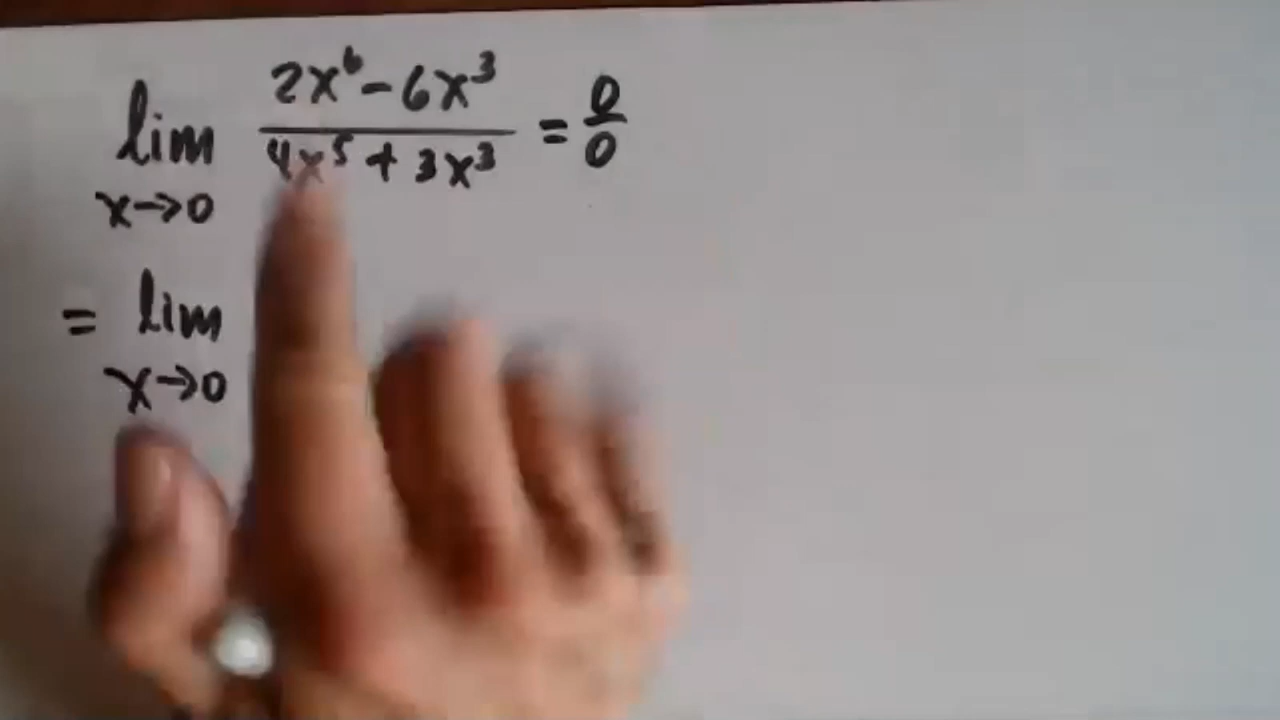 lim 2x⁶ - 6x³ / 4x⁵ + 3x³ = 0/0
x→0
= lim
x→0